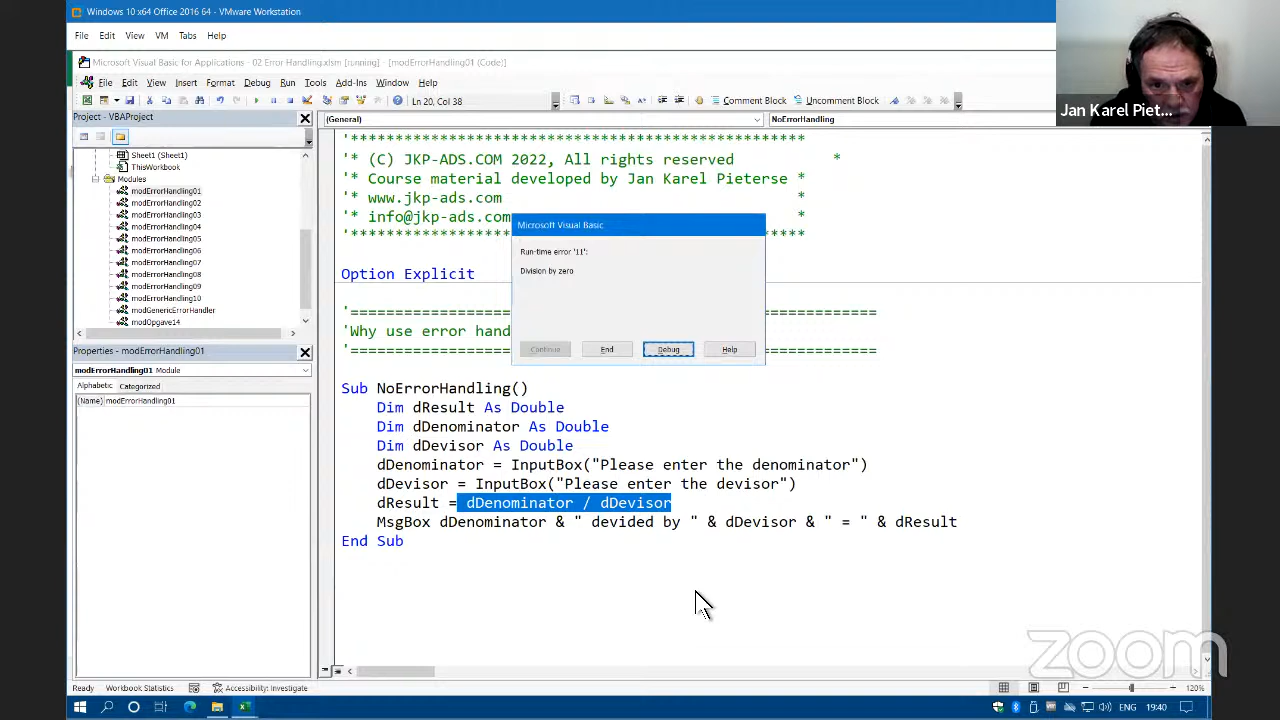 Windows 10 x64 Office 2016 64 - VMware Workstation
File Edit View VM Tabs Help
Microsoft Visual Basic for Applications - 02 Error Handling.xlsm [running] - [modErrorHandling01 (Code)]
File Edit View Insert Format Debug Run Tools Add-Ins Window Help
Ln 20, Col 38
Comment Block
Uncomment Block
Jan Karel Piet...
Project - VBAProject
Sheet1 (Sheet1)
ThisWorkbook
Modules
modErrorHandling01
modErrorHandling02
modErrorHandling03
modErrorHandling04
modErrorHandling05
modErrorHandling06
modErrorHandling07
modErrorHandling08
modErrorHandling09
modErrorHandling10
modGenericErrorHandler
modOpgave14
Properties - modErrorHandling01
modErrorHandling01 Module
Alphabetic Categorized
(Name) modErrorHandling01
(General)
NoErrorHandling
'****************************************************
'* (C) JKP-ADS.COM 2022, All rights reserved *
'* Course material developed by Jan Karel Pieterse *
'* www.jkp-ads.com *
'* info@jkp-ads.com *
Option Explicit
'Why use error hand
Sub NoErrorHandling()
Dim dResult As Double
Dim dDenominator As Double
Dim dDevisor As Double
dDenominator = InputBox("Please enter the denominator")
dDevisor = InputBox("Please enter the devisor")
dResult = dDenominator / dDevisor
MsgBox dDenominator & " devided by " & dDevisor & " = " & dResult
End Sub
Microsoft Visual Basic
Run-time error '11':
Division by zero
Continue End Debug Help
zoom
Ready Workbook Statistics Accessibility: Investigate
120%
ENG 19:40